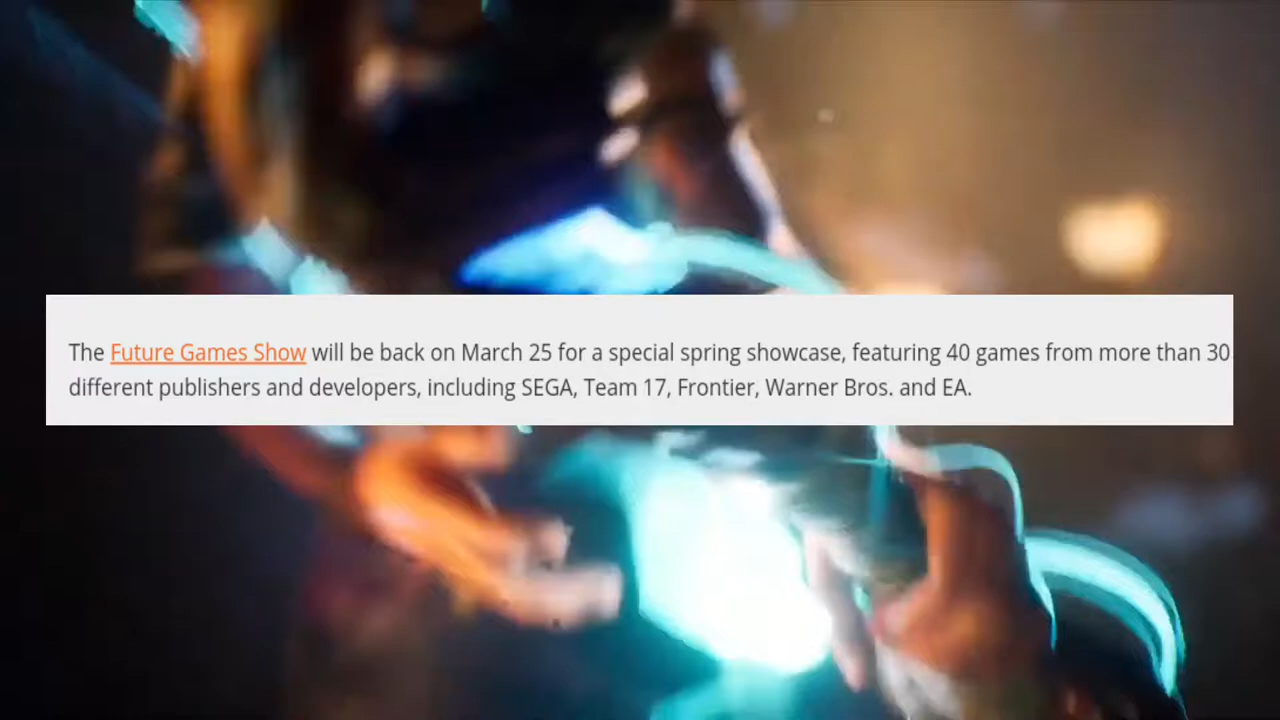 The Future Games Show will be back on March 25 for a special spring showcase, featuring 40 games from more than 30
different publishers and developers, including SEGA, Team 17, Frontier, Warner Bros. and EA.